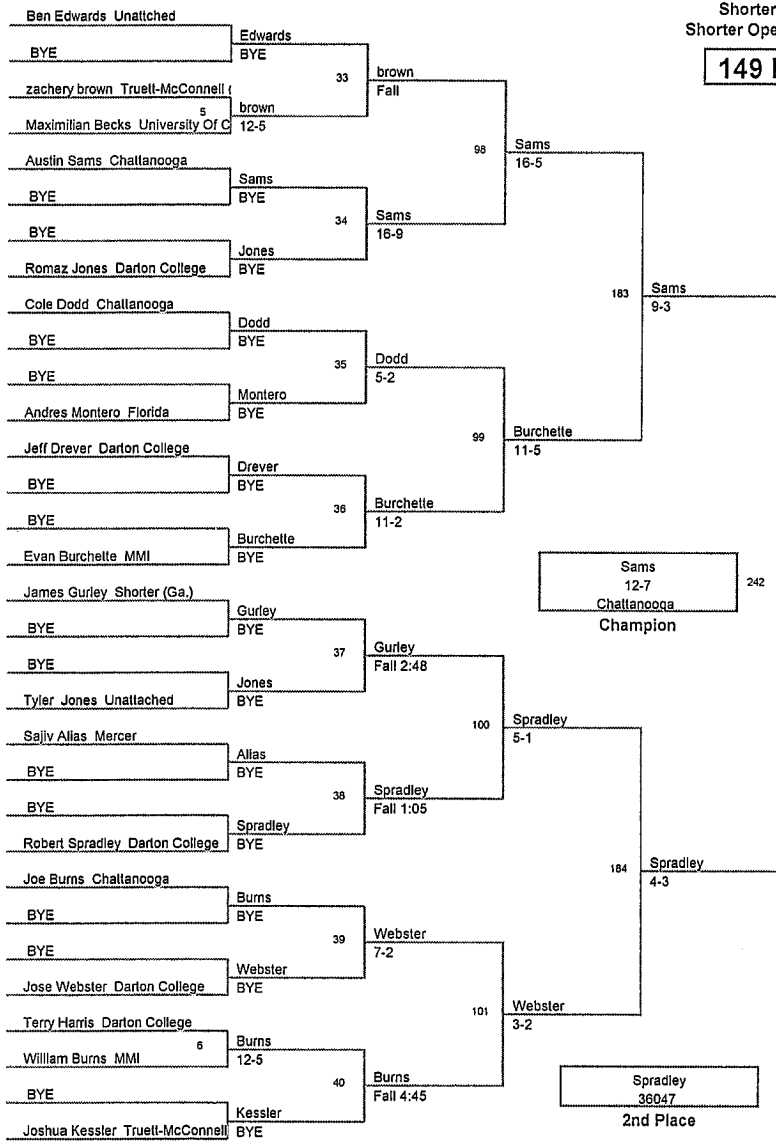 Shorter
Shorter Ope
149
Ben Edwards Unattched
BYE
Edwards
BYE
33
brown
Fall
zachery brown Truett-McConnell (
5
Maximilian Becks University Of C
brown
12-5
98
Sams
16-5
Austin Sams Chattanooga
BYE
Sams
BYE
34
Sams
16-9
BYE
Romaz Jones Darton College
Jones
BYE
183
Sams
9-3
Cole Dodd Chattanooga
BYE
Dodd
BYE
35
Dodd
5-2
BYE
Andres Montero Florida
Montero
BYE
99
Burchette
11-5
Jeff Drever Darton College
BYE
Drever
BYE
36
Burchette
11-2
BYE
Evan Burchette MMI
Burchette
BYE
Sams
12-7
Chattanooga
242
Champion
James Gurley Shorter (Ga.)
BYE
Gurley
BYE
37
Gurley
Fall 2:48
BYE
Tyler Jones Unattached
Jones
BYE
100
Spradley
5-1
Sajiv Alias Mercer
BYE
Alias
BYE
38
Spradley
Fall 1:05
BYE
Robert Spradley Darton College
Spradley
BYE
184
Spradley
4-3
Joe Burns Chattanooga
BYE
Burns
BYE
39
Webster
7-2
BYE
Jose Webster Darton College
Webster
BYE
101
Webster
3-2
Terry Harris Darton College
6
William Burns MMI
Burns
12-5
40
Burns
Fall 4:45
BYE
Joshua Kessler Truett-McConnell
Kessler
BYE
Spradley
36047
2nd Place